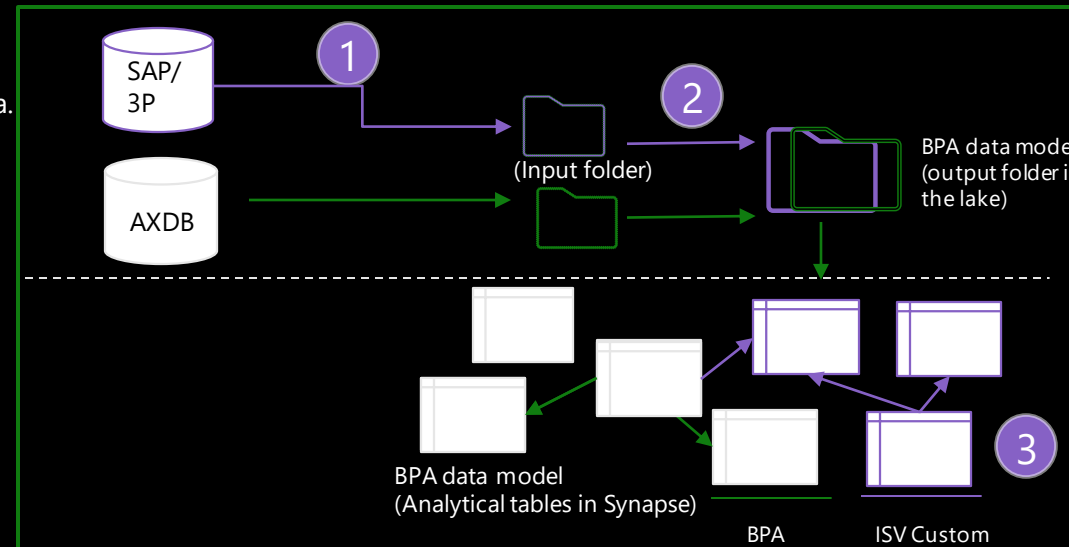 1
SAP/
3P
a.
2
(Input folder)
BPA data mode
(output folder i
the lake)
AXDB
BPA data model
(Analytical tables in Synapse)
3
BPA
ISV Custom